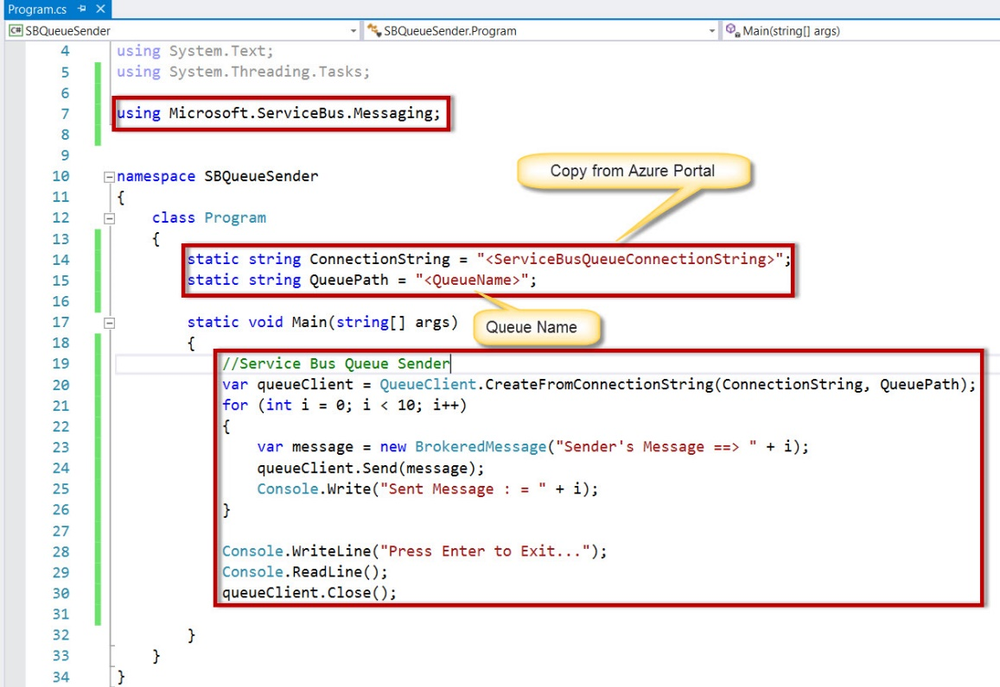 Program.cs
C# SBQueueSender SBQueueSender.Program Main(string[] args)
4 using System.Text;
5 using System.Threading.Tasks;
6
7 using Microsoft.ServiceBus.Messaging;
8
9
10 namespace SBQueueSender
Copy from Azure Portal
11 {
12 class Program
13 {
14 static string ConnectionString = "<ServiceBusQueueConnectionString>";
15 static string QueuePath = "<QueueName>";
16
17 static void Main(string[] args)
Queue Name
18 {
19 //Service Bus Queue Sender
20 var queueClient = QueueClient.CreateFromConnectionString(ConnectionString, QueuePath);
21 for (int i = 0; i < 10; i++)
22 {
23 var message = new BrokeredMessage("Sender's Message ==> " + i);
24 queueClient.Send(message);
25 Console.Write("Sent Message : = " + i);
26 }
27
28 Console.WriteLine("Press Enter to Exit...");
29 Console.ReadLine();
30 queueClient.Close();
31
32 }
33 }
34 }